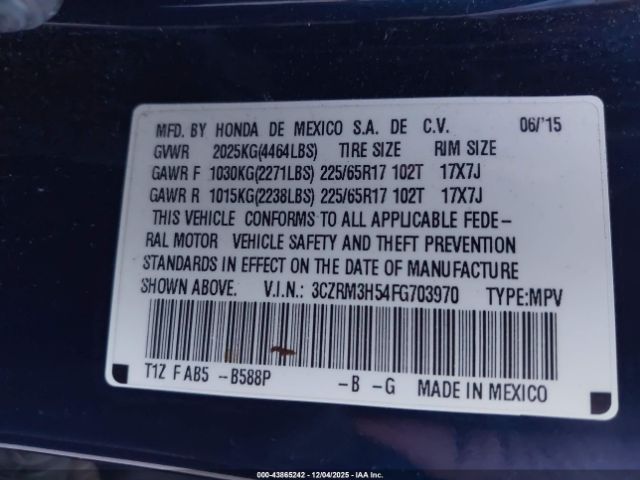 MFD. BY HONDA DE MEXICO S.A. DE C.V. 06/'15
GVWR 2025KG(4464LBS) TIRE SIZE RIM SIZE
GAWR F 1030KG(2271LBS) 225/65R17 102T 17X7J
GAWR R 1015KG(2238LBS) 225/65R17 102T 17X7J
THIS VEHICLE CONFORMS TO ALL APPLICABLE FEDE-
RAL MOTOR VEHICLE SAFETY AND THEFT PREVENTION
STANDARDS IN EFFECT ON THE DATE OF MANUFACTURE
SHOWN ABOVE. V.I.N.: 3CZRM3H54FG703970 TYPE:MPV
T1Z F AB5 -B588P -B -G MADE IN MEXICO
000-43865242 - 12/04/2025 - IAAI.COM